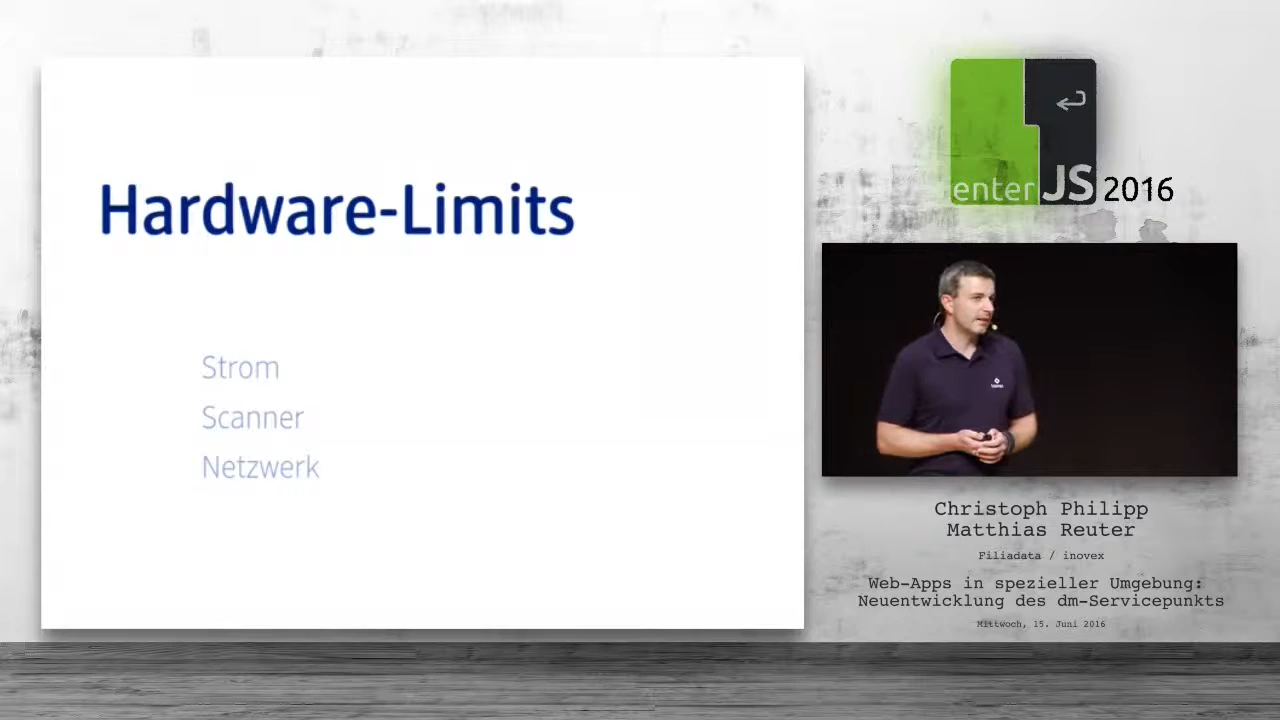 Hardware-Limits
Strom
Scanner
Netzwerk
enterJS 2016
Christoph Philipp
Matthias Reuter
Filiadata / inovex
Web-Apps in spezieller Umgebung:
Neuentwicklung des dm-Servicepunkts
Mittwoch, 15. Juni 2016